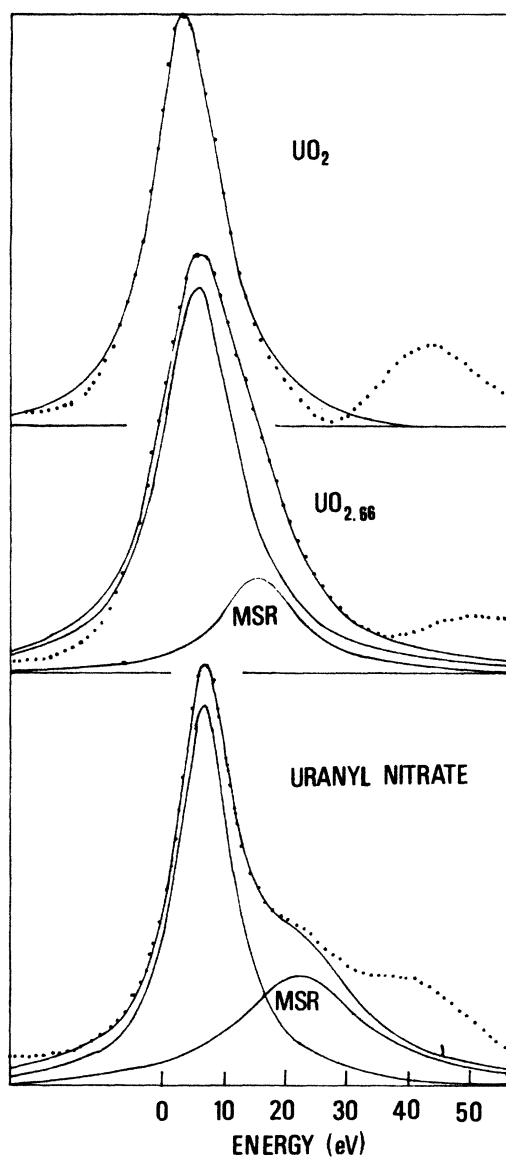 UO₂
UO₂.₆₆
MSR
URANYL NITRATE
MSR
0 10 20 30 40 50
ENERGY (eV)